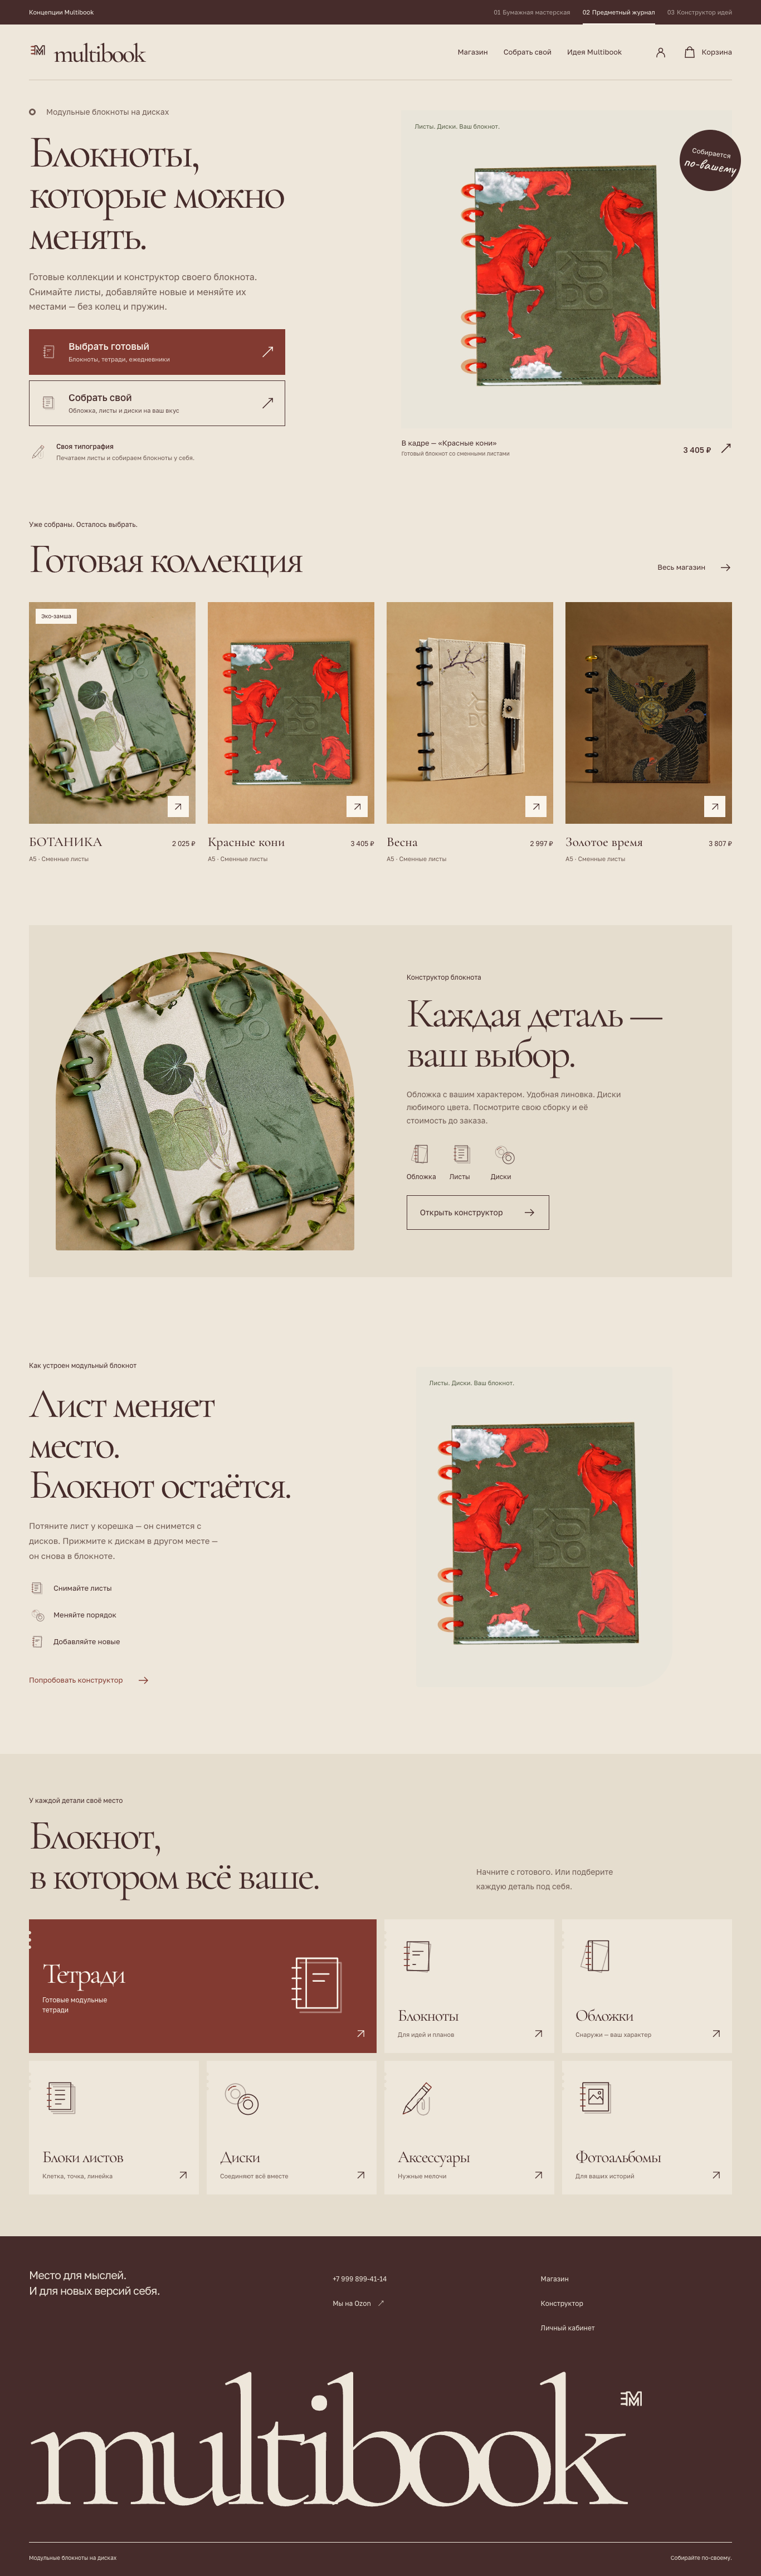 Концепции Multibook
01 Бумажная мастерская
02 Предметный журнал
03 Конструктор идей
multibook
Магазин
Собрать свой
Идея Multibook
Корзина
Модульные блокноты на дисках
Блокноты,
которые можно
менять.
Готовые коллекции и конструктор своего блокнота.
Снимайте листы, добавляйте новые и меняйте их
местами — без колец и пружин.
Выбрать готовый
Блокноты, тетради, ежедневники
Собрать свой
Обложка, листы и диски на ваш вкус
Своя типография
Печатаем листы и собираем блокноты у себя.
Листы. Диски. Ваш блокнот.
Собирается
по-вашему
В кадре — «Красные кони»
Готовый блокнот со сменными листами
3 405 ₽
Уже собраны. Осталось выбрать.
Готовая коллекция
Весь магазин
Эко-замша
БОТАНИКА
2 025 ₽
А5 · Сменные листы
Красные кони
3 405 ₽
А5 · Сменные листы
Весна
2 997 ₽
А5 · Сменные листы
Золотое время
3 807 ₽
А5 · Сменные листы
Конструктор блокнота
Каждая деталь —
ваш выбор.
Обложка с вашим характером. Удобная линовка. Диски
любимого цвета. Посмотрите свою сборку и её
стоимость до заказа.
Обложка
Листы
Диски
Открыть конструктор
Как устроен модульный блокнот
Лист меняет
место.
Блокнот остаётся.
Потяните лист у корешка — он снимется с
дисков. Прижмите к дискам в другом месте —
он снова в блокноте.
Снимайте листы
Меняйте порядок
Добавляйте новые
Попробовать конструктор
Листы. Диски. Ваш блокнот.
У каждой детали своё место
Блокнот,
в котором всё ваше.
Начните с готового. Или подберите
каждую деталь под себя.
Тетради
Готовые модульные
тетради
Блокноты
Для идей и планов
Обложки
Снаружи — ваш характер
Блоки листов
Клетка, точка, линейка
Диски
Соединяют всё вместе
Аксессуары
Нужные мелочи
Фотоальбомы
Для ваших историй
Место для мыслей.
И для новых версий себя.
+7 999 899-41-14
Мы на Ozon
Магазин
Конструктор
Личный кабинет
multibook
Модульные блокноты на дисках
Собирайте по-своему.